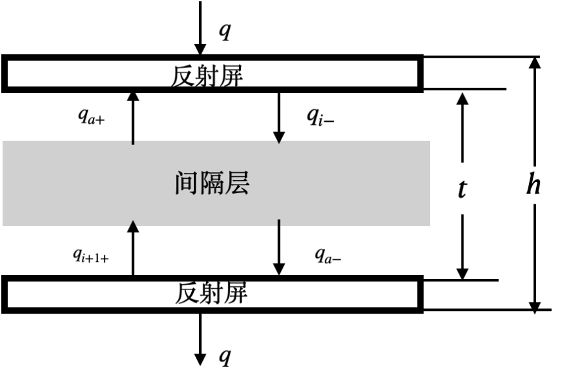 q
反射屏
q_{a+}
q_{i−}
间隔层
t
h
q_{i+1+}
q_{a−}
反射屏
q